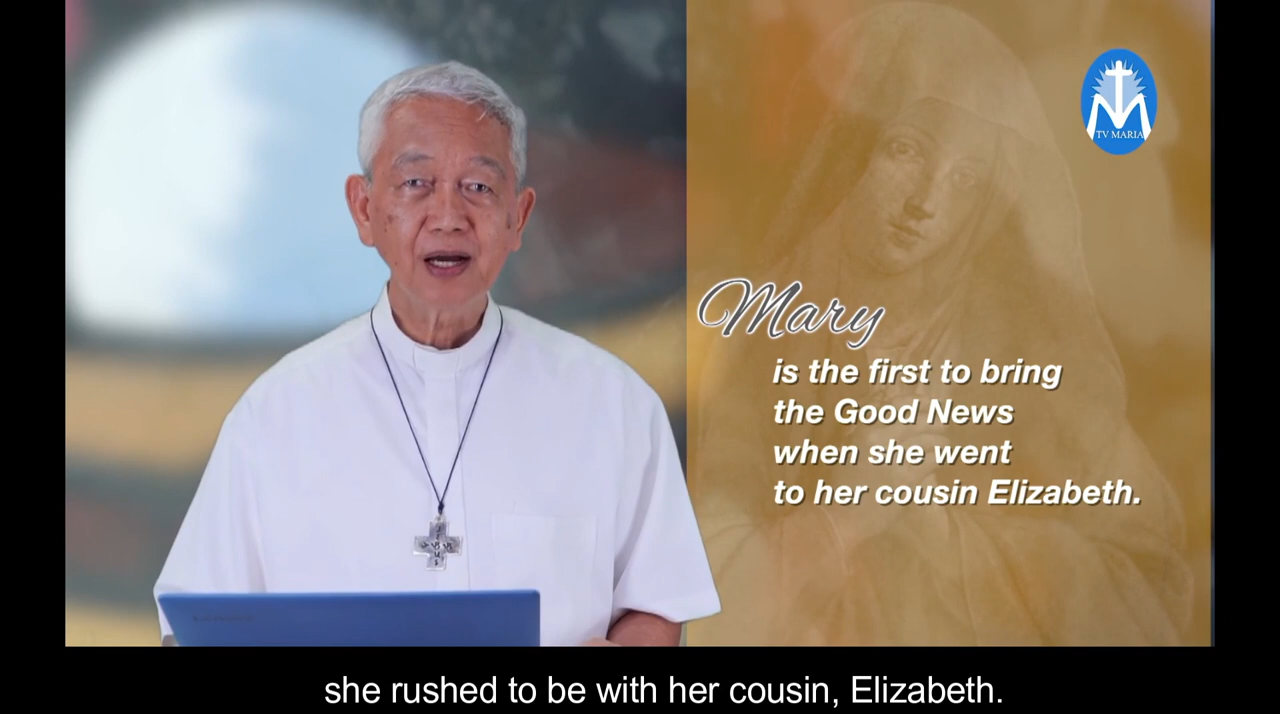 TV MARIA
Mary
is the first to bring
the Good News
when she went
to her cousin Elizabeth.
she rushed to be with her cousin, Elizabeth.